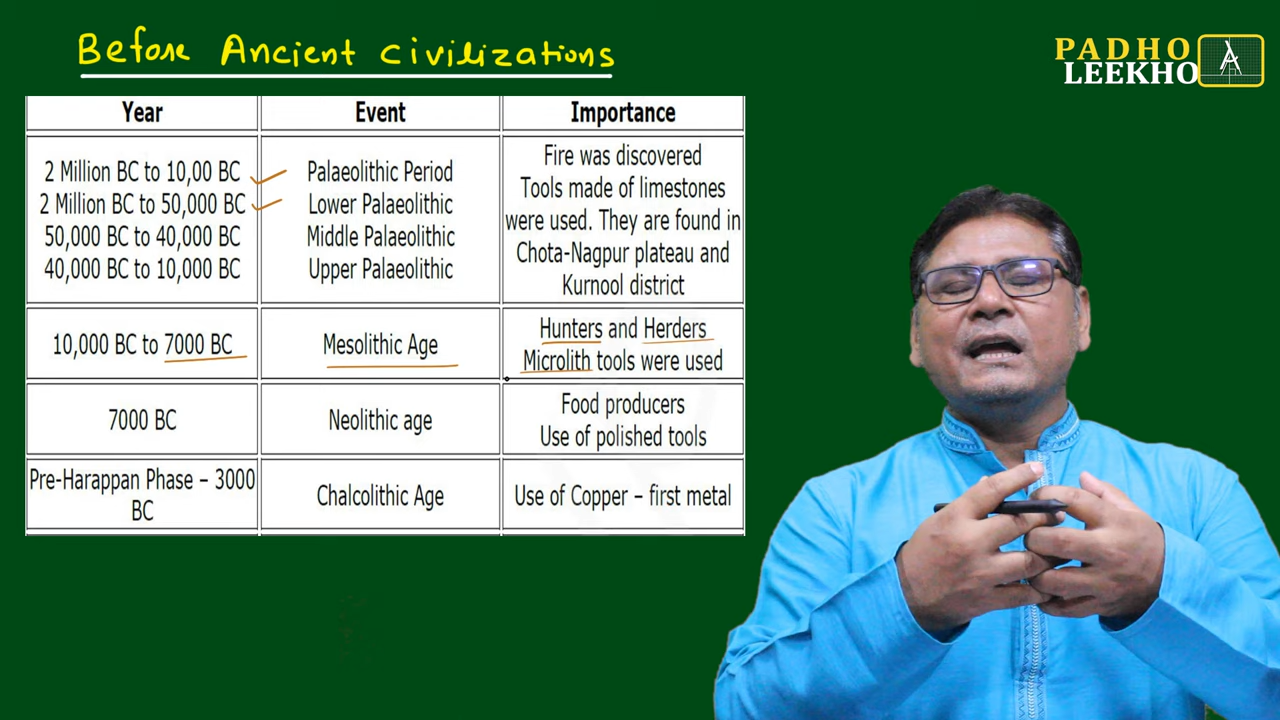 Before Ancient Civilizations
PADHO
LEEKHO
Year Event Importance
2 Million BC to 10,00 BC
2 Million BC to 50,000 BC
50,000 BC to 40,000 BC
40,000 BC to 10,000 BC
Palaeolithic Period
Lower Palaeolithic
Middle Palaeolithic
Upper Palaeolithic
Fire was discovered
Tools made of limestones
were used. They are found in
Chota-Nagpur plateau and
Kurnool district
10,000 BC to 7000 BC
Mesolithic Age
Hunters and Herders
Microlith tools were used
7000 BC
Neolithic age
Food producers
Use of polished tools
Pre-Harappan Phase – 3000
BC
Chalcolithic Age
Use of Copper – first metal